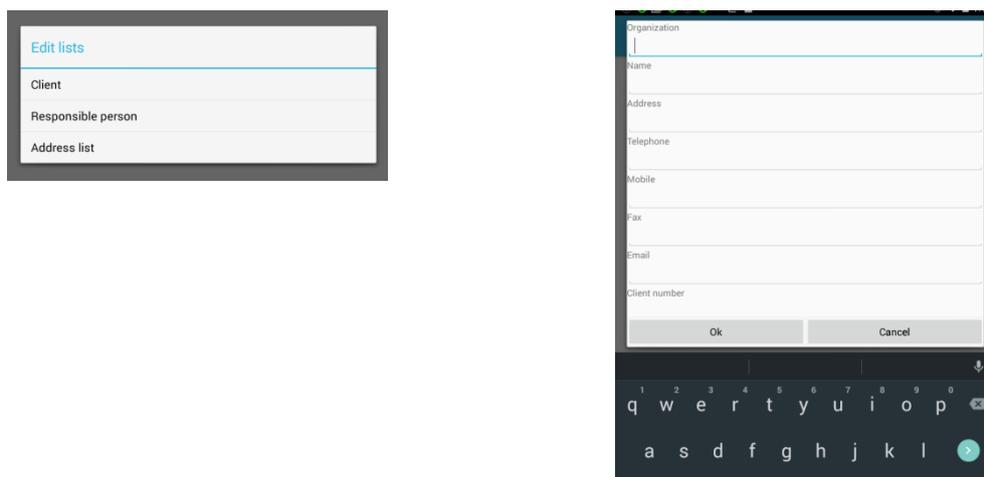 Edit lists
Client
Responsible person
Address list
Organization
Name
Address
Telephone
Mobile
Fax
Email
Client number
Ok Cancel
1 2 3 4 5 6 7 8 9 0
q w e r t y u i o p
a s d f g h j k l